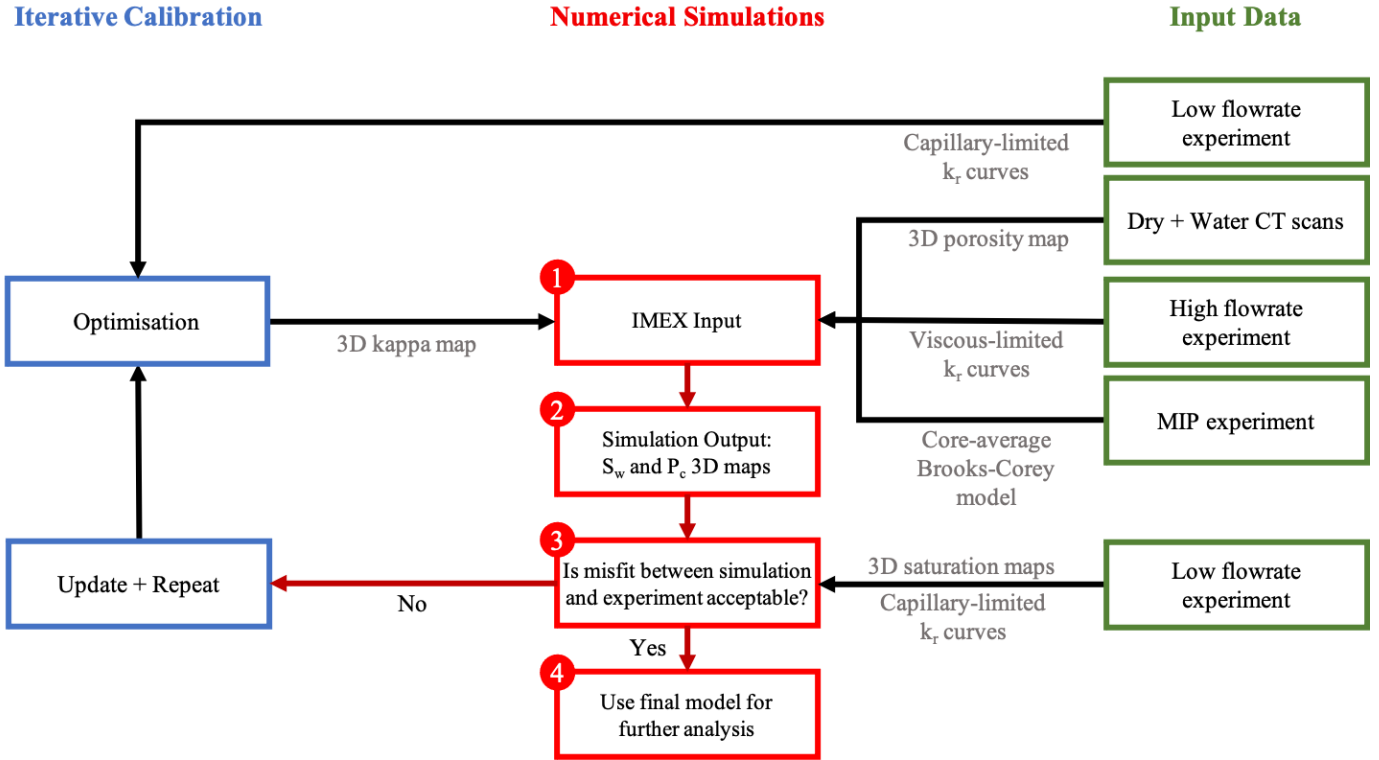 Iterative Calibration
Numerical Simulations
Input Data
Low flowrate
experiment
Capillary-limited
kr curves
Dry + Water CT scans
3D porosity map
1
Optimisation
IMEX Input
High flowrate
experiment
3D kappa map
Viscous-limited
kr curves
2
Simulation Output:
Sw and Pc 3D maps
MIP experiment
Core-average
Brooks-Corey
model
3
Is misfit between simulation
and experiment acceptable?
Update + Repeat
No
3D saturation maps
Capillary-limited
kr curves
Low flowrate
experiment
Yes
4
Use final model for
further analysis